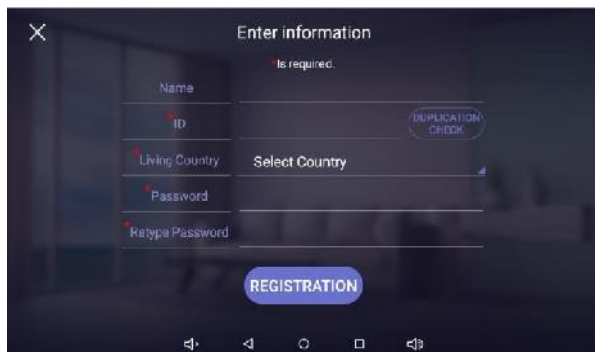 Enter information
*Is required.
Name
*ID
DUPLICATION
CHECK
*Living Country
Select Country
*Password
*Retype Password
REGISTRATION